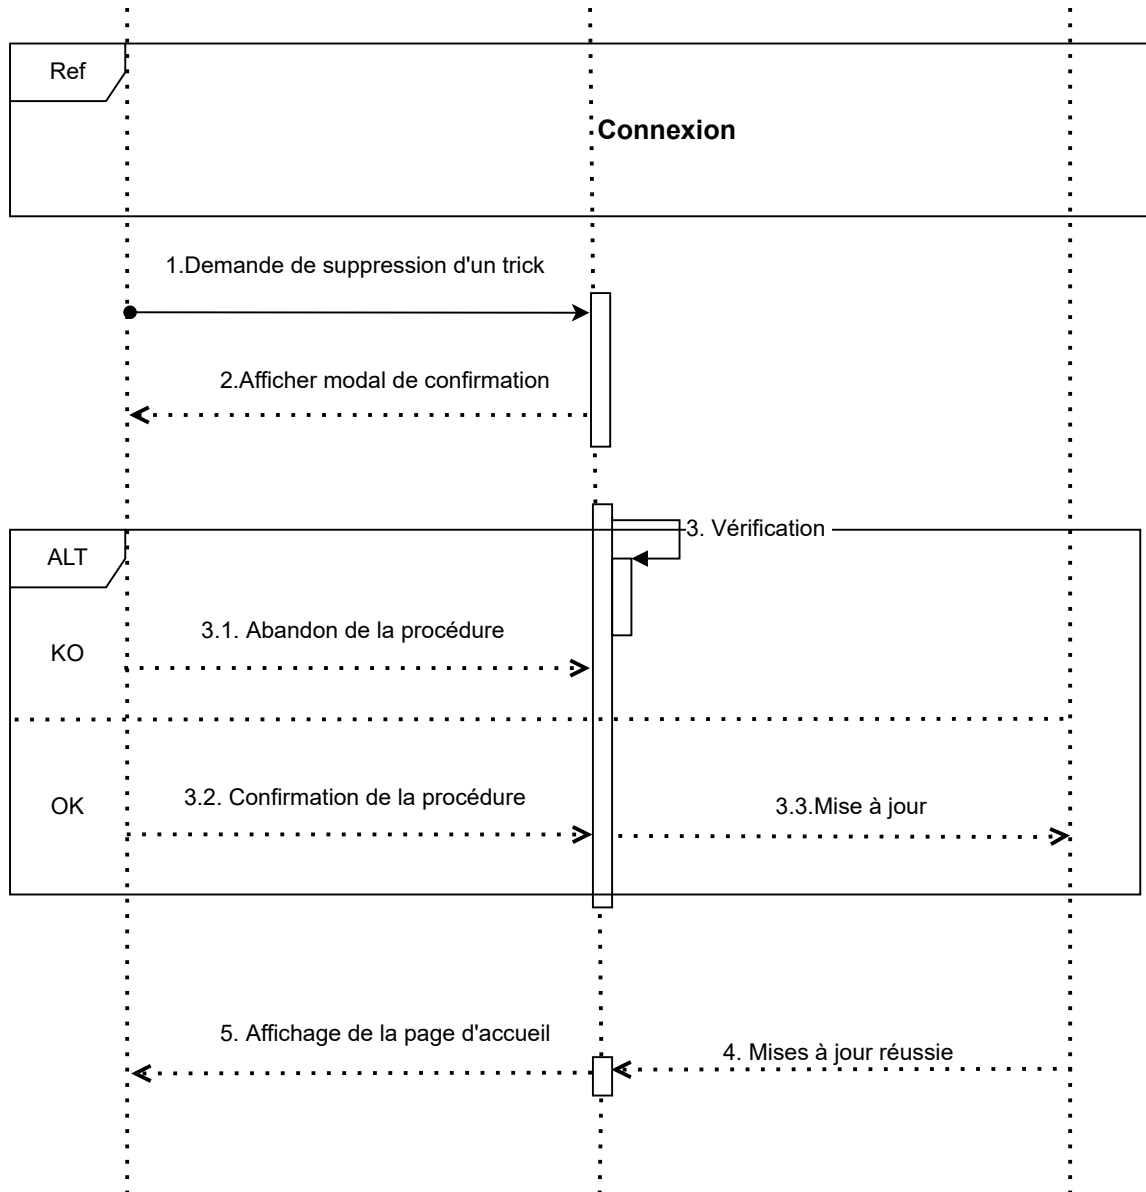 Ref
Connexion
1.Demande de suppression d'un trick
2.Afficher modal de confirmation
3. Vérification
ALT
3.1. Abandon de la procédure
KO
3.2. Confirmation de la procédure
OK
3.3.Mise à jour
5. Affichage de la page d'accueil
4. Mises à jour réussie